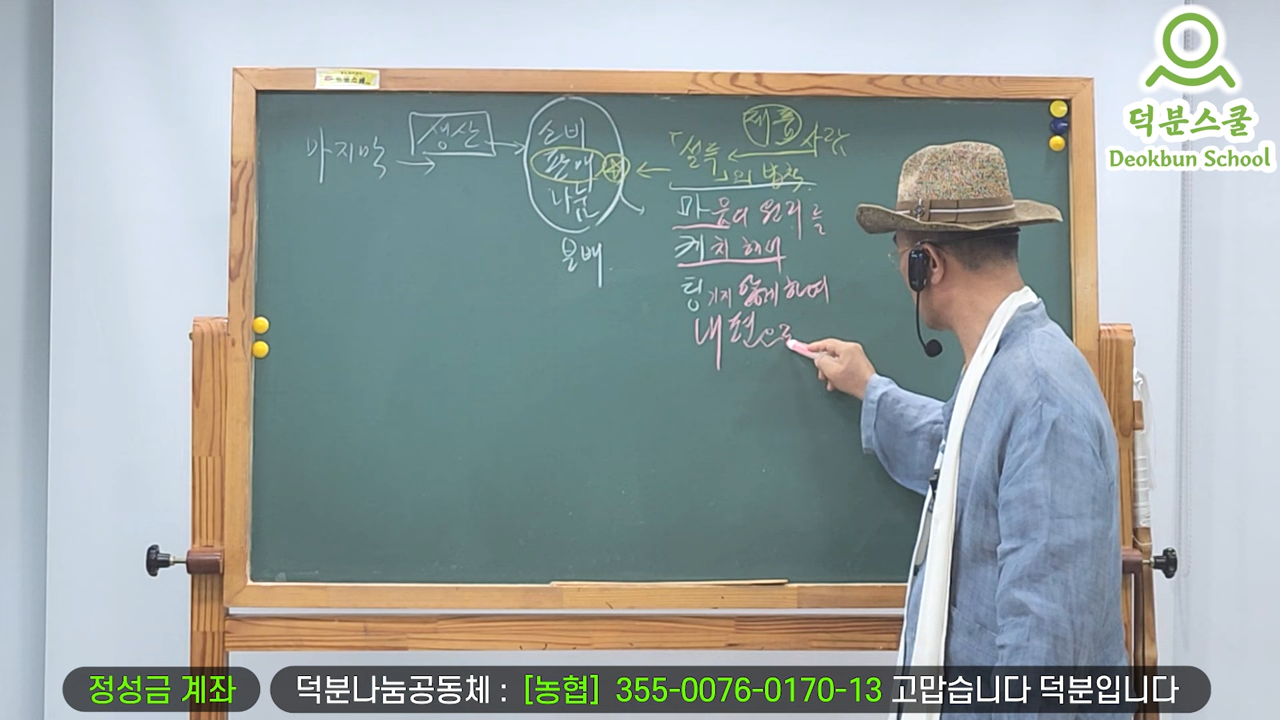 덕분스쿨
Deokbun School
마지막 → 생산 →
소비
판매
나눔
분배
제품 사람
「설득」의 법칙
마음의 원리를
캐치해서
팅기지 않게 하여
내편으로
정성금 계좌
덕분나눔공동체 : [농협] 355-0076-0170-13 고맙습니다 덕분입니다